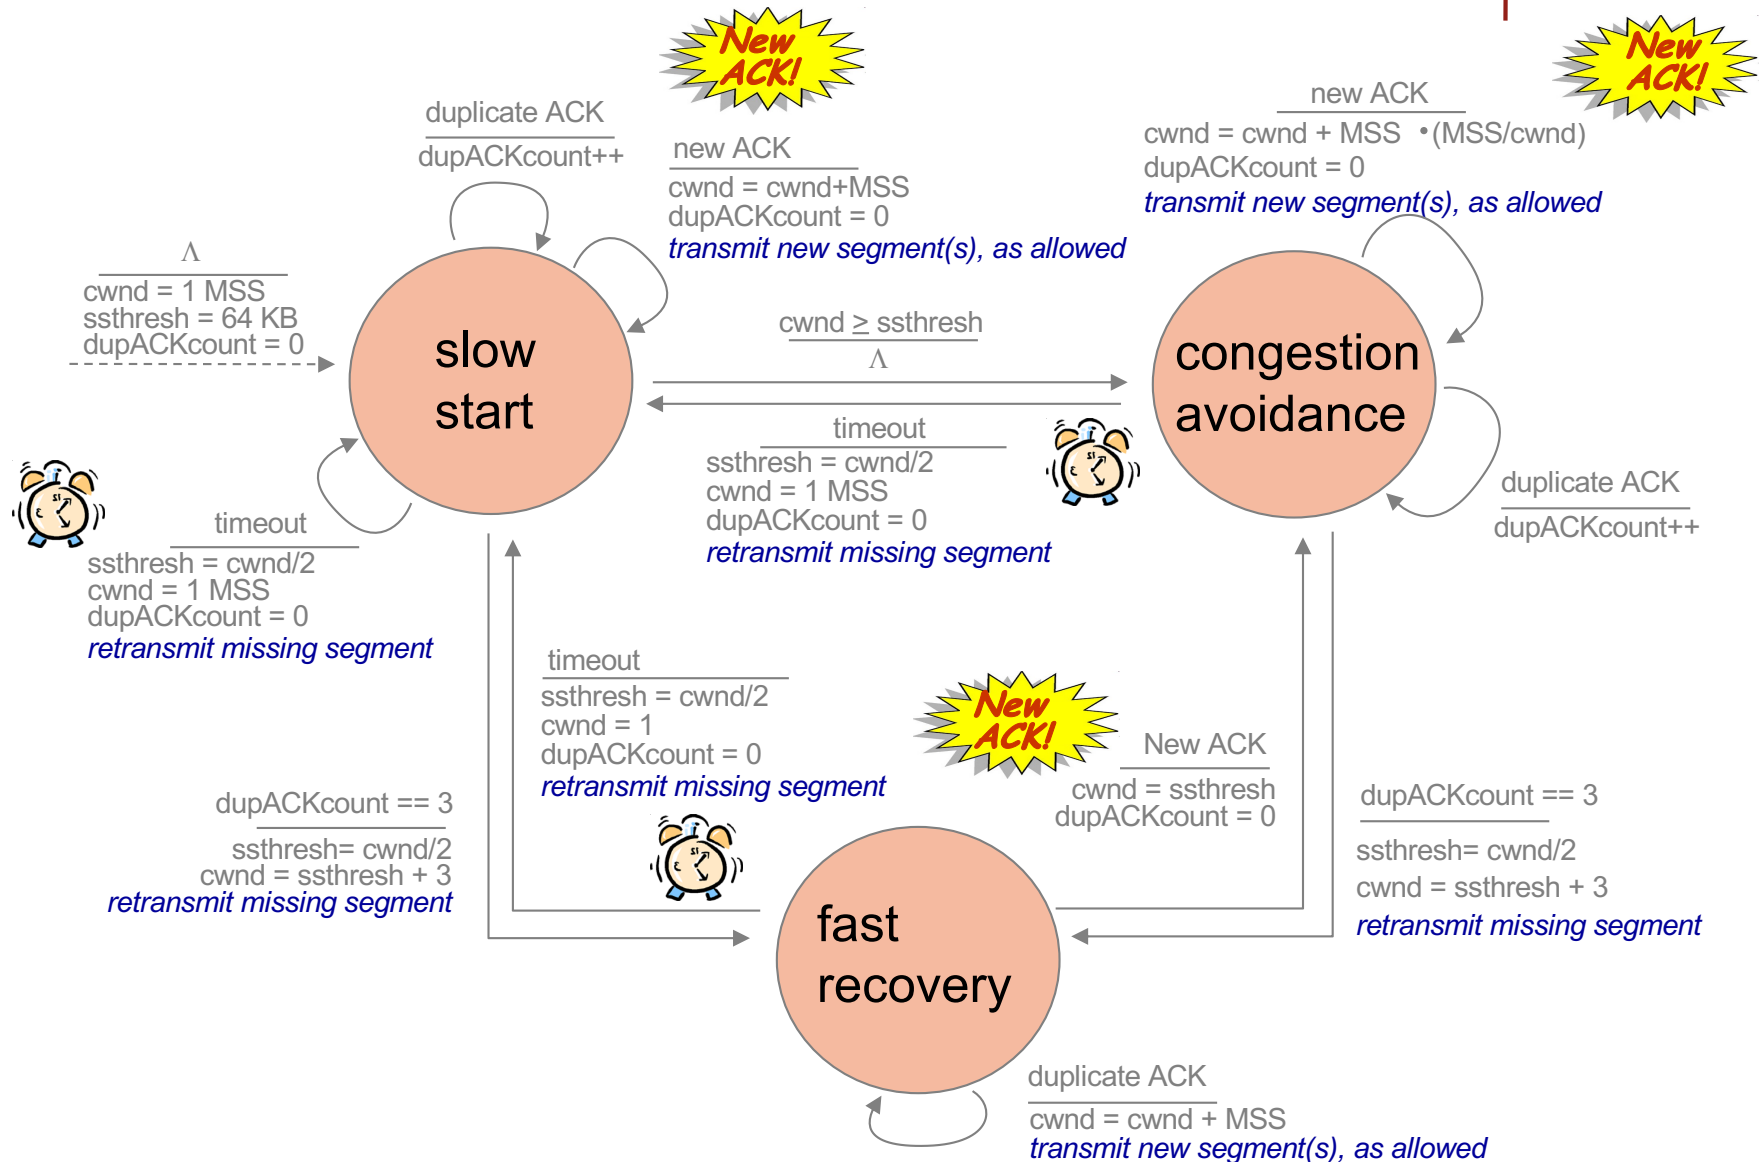 New
ACK!
New
ACK!
duplicate ACK
dupACKcount++
new ACK
cwnd = cwnd+MSS
dupACKcount = 0
transmit new segment(s), as allowed
new ACK
cwnd = cwnd + MSS •(MSS/cwnd)
dupACKcount = 0
transmit new segment(s), as allowed
Λ
cwnd = 1 MSS
ssthresh = 64 KB
dupACKcount = 0
slow
start
cwnd ≥ ssthresh
Λ
congestion
avoidance
timeout
ssthresh = cwnd/2
cwnd = 1 MSS
dupACKcount = 0
retransmit missing segment
duplicate ACK
dupACKcount++
timeout
ssthresh = cwnd/2
cwnd = 1 MSS
dupACKcount = 0
retransmit missing segment
timeout
ssthresh = cwnd/2
cwnd = 1
dupACKcount = 0
retransmit missing segment
New
ACK!
New ACK
cwnd = ssthresh
dupACKcount = 0
dupACKcount == 3
ssthresh= cwnd/2
cwnd = ssthresh + 3
retransmit missing segment
dupACKcount == 3
ssthresh= cwnd/2
cwnd = ssthresh + 3
retransmit missing segment
fast
recovery
duplicate ACK
cwnd = cwnd + MSS
transmit new segment(s), as allowed